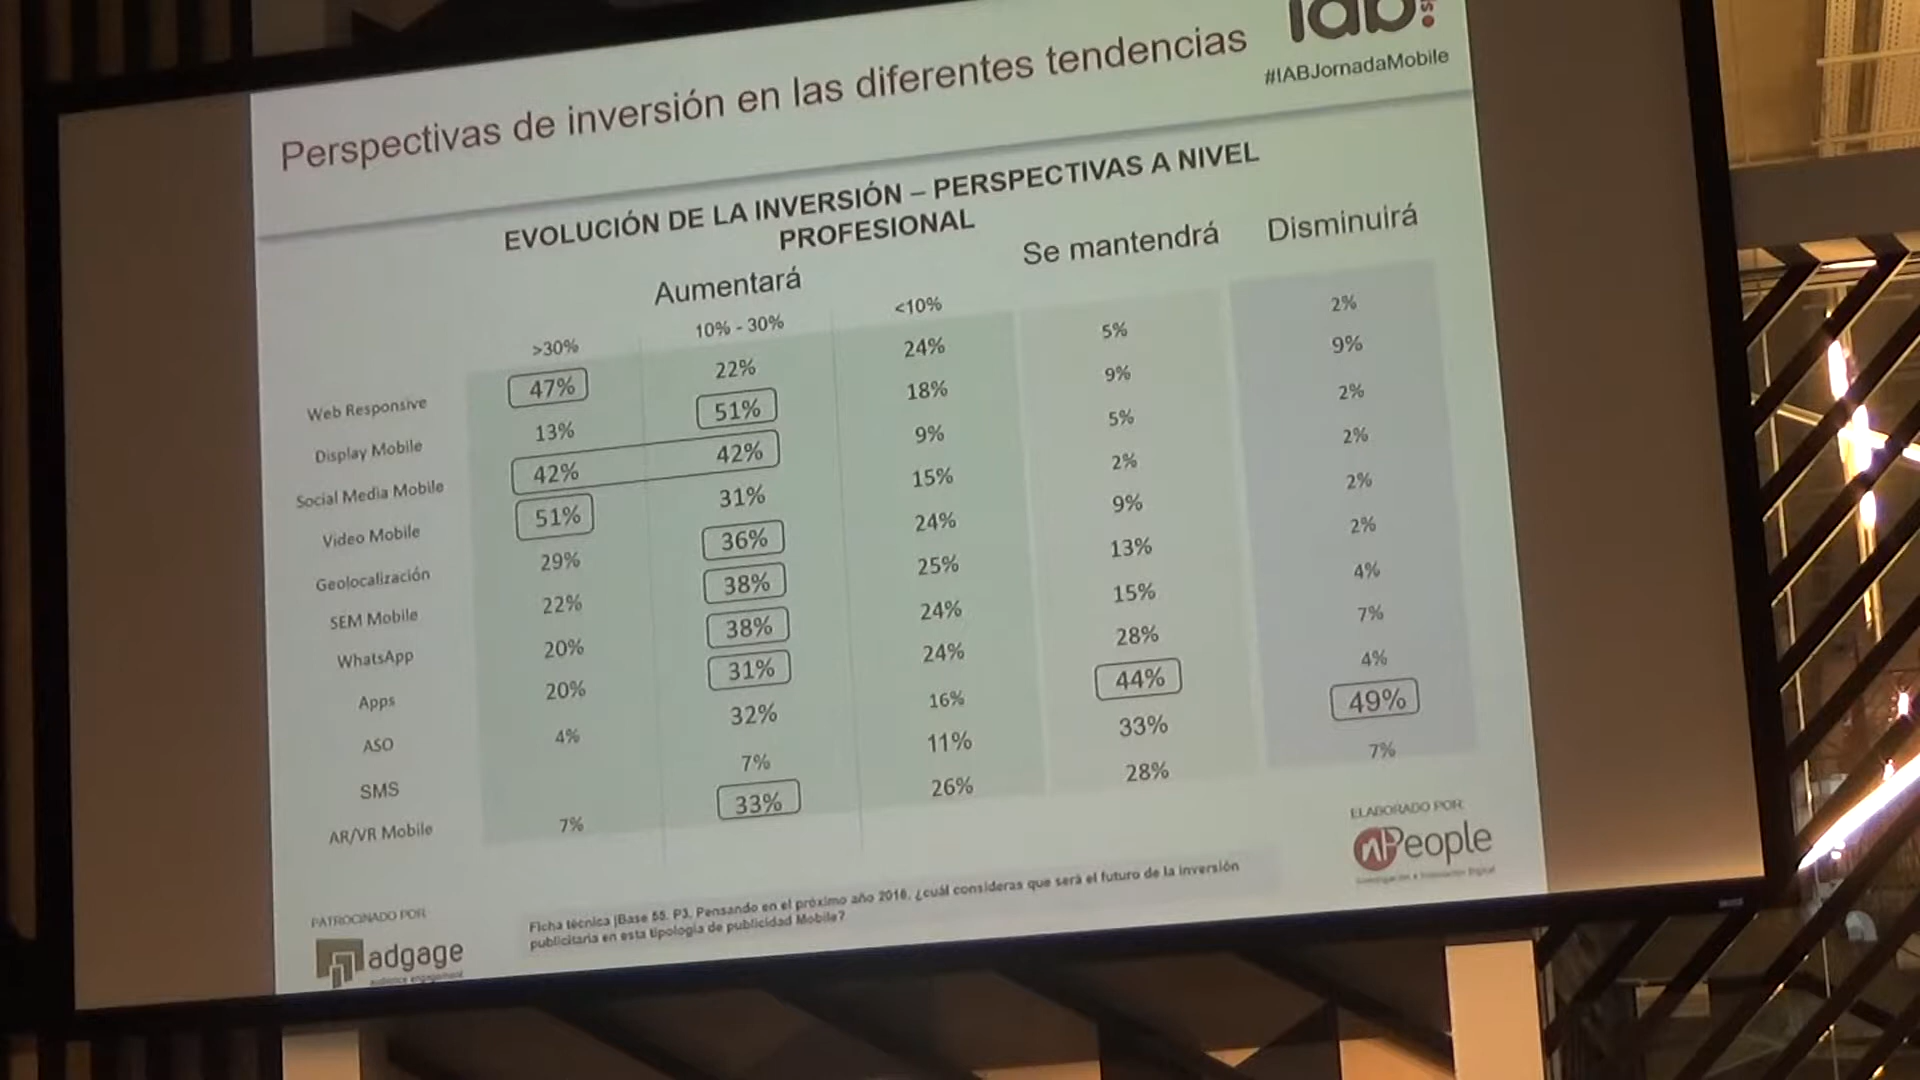 iab:
#IABJornadaMobile
Perspectivas de inversión en las diferentes tendencias
EVOLUCIÓN DE LA INVERSIÓN – PERSPECTIVAS A NIVEL
PROFESIONAL
Aumentará Se mantendrá Disminuirá
>30% 10% - 30% <10%
Web Responsive 47% 22% 24% 5% 2%
Display Mobile 13% 51% 18% 9% 9%
Social Media Mobile 42% 42% 9% 5% 2%
Video Mobile 51% 31% 15% 2% 2%
Geolocalización 29% 36% 24% 9% 2%
SEM Mobile 22% 38% 25% 13% 2%
WhatsApp 20% 38% 24% 15% 4%
Apps 20% 31% 24% 28% 7%
ASO 4% 32% 16% 44% 4%
SMS 7% 11% 33% 49%
AR/VR Mobile 7% 33% 26% 28% 7%
Ficha técnica |Base 55. P3. Pensando en el próximo año 2018, ¿cuál consideras que será el futuro de la inversión
publicitaria en esta tipología de publicidad Mobile?
PATROCINADO POR:
adgage
audience engagement
ELABORADO POR:
nPeople